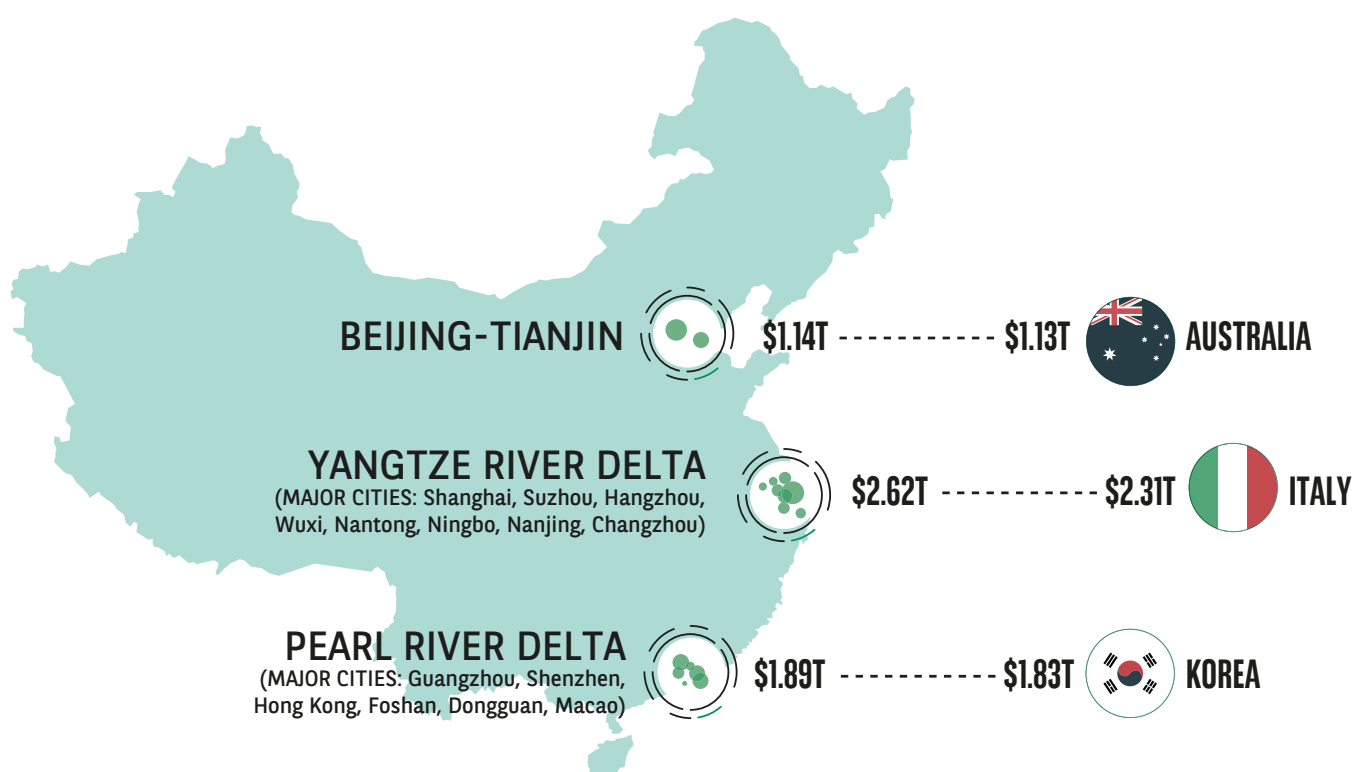 BEIJING-TIANJIN
$1.14T
$1.13T
AUSTRALIA
YANGTZE RIVER DELTA
(MAJOR CITIES: Shanghai, Suzhou, Hangzhou,
Wuxi, Nantong, Ningbo, Nanjing, Changzhou)
$2.62T
$2.31T
ITALY
PEARL RIVER DELTA
(MAJOR CITIES: Guangzhou, Shenzhen,
Hong Kong, Foshan, Dongguan, Macao)
$1.89T
$1.83T
KOREA